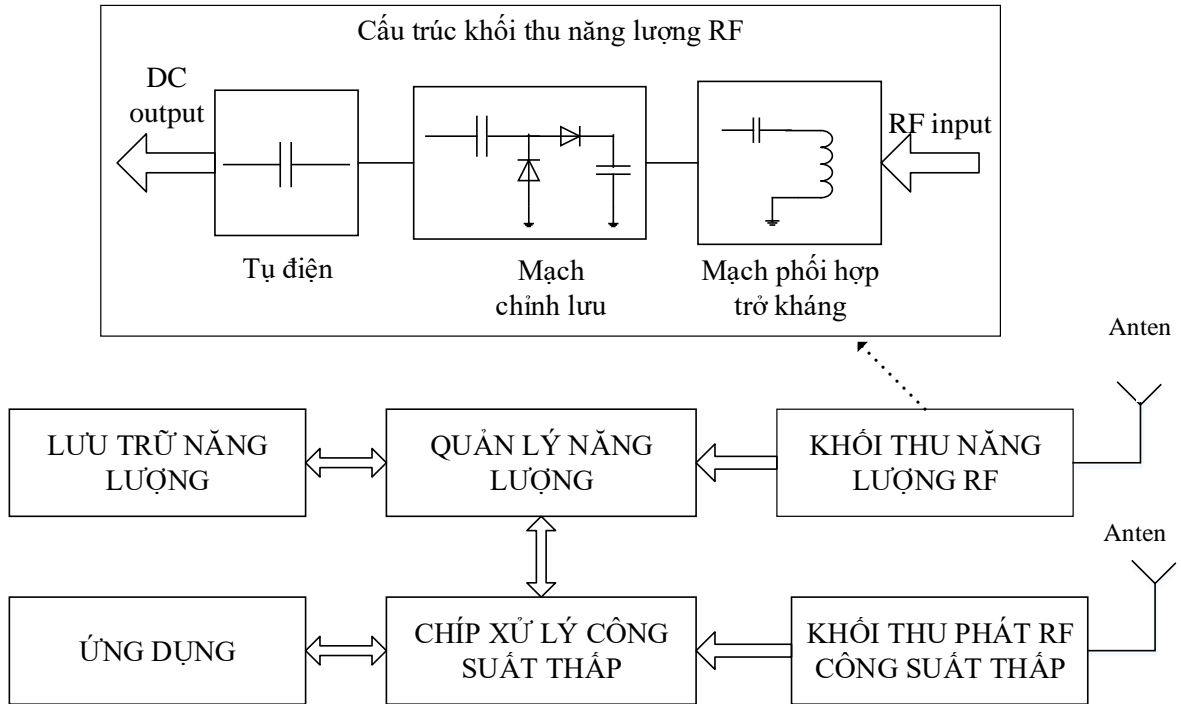 Cấu trúc khối thu năng lượng RF
DC
output
RF input
Tụ điện
Mạch
chỉnh lưu
Mạch phối hợp
trở kháng
Anten
LƯU TRỮ NĂNG
LƯỢNG
QUẢN LÝ NĂNG
LƯỢNG
KHỐI THU NĂNG
LƯỢNG RF
Anten
ỨNG DỤNG
CHÍP XỬ LÝ CÔNG
SUẤT THẤP
KHỐI THU PHÁT RF
CÔNG SUẤT THẤP